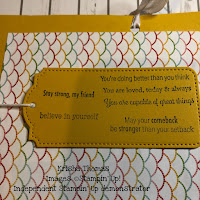 You're doing better than you think
Stay strong, my friend
You are loved, today & always
You are capable of great things
believe in yourself
May your comeback
be stronger than your setback
Krisha Thomas
Images ©Stampin' Up!
Independent Stampin' Up! demonstrator